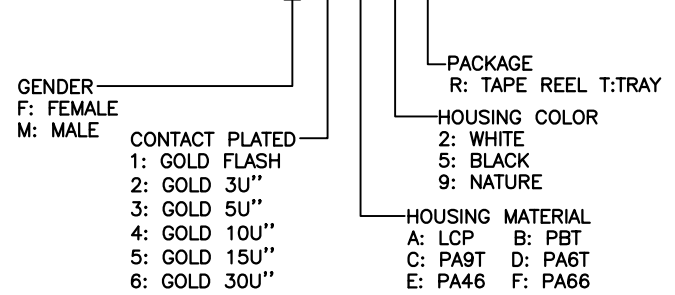 PACKAGE
R: TAPE REEL T:TRAY
GENDER
F: FEMALE
M: MALE
HOUSING COLOR
2: WHITE
5: BLACK
9: NATURE
CONTACT PLATED
1: GOLD FLASH
2: GOLD 3U''
3: GOLD 5U''
4: GOLD 10U''
5: GOLD 15U''
6: GOLD 30U''
HOUSING MATERIAL
A: LCP B: PBT
C: PA9T D: PA6T
E: PA46 F: PA66